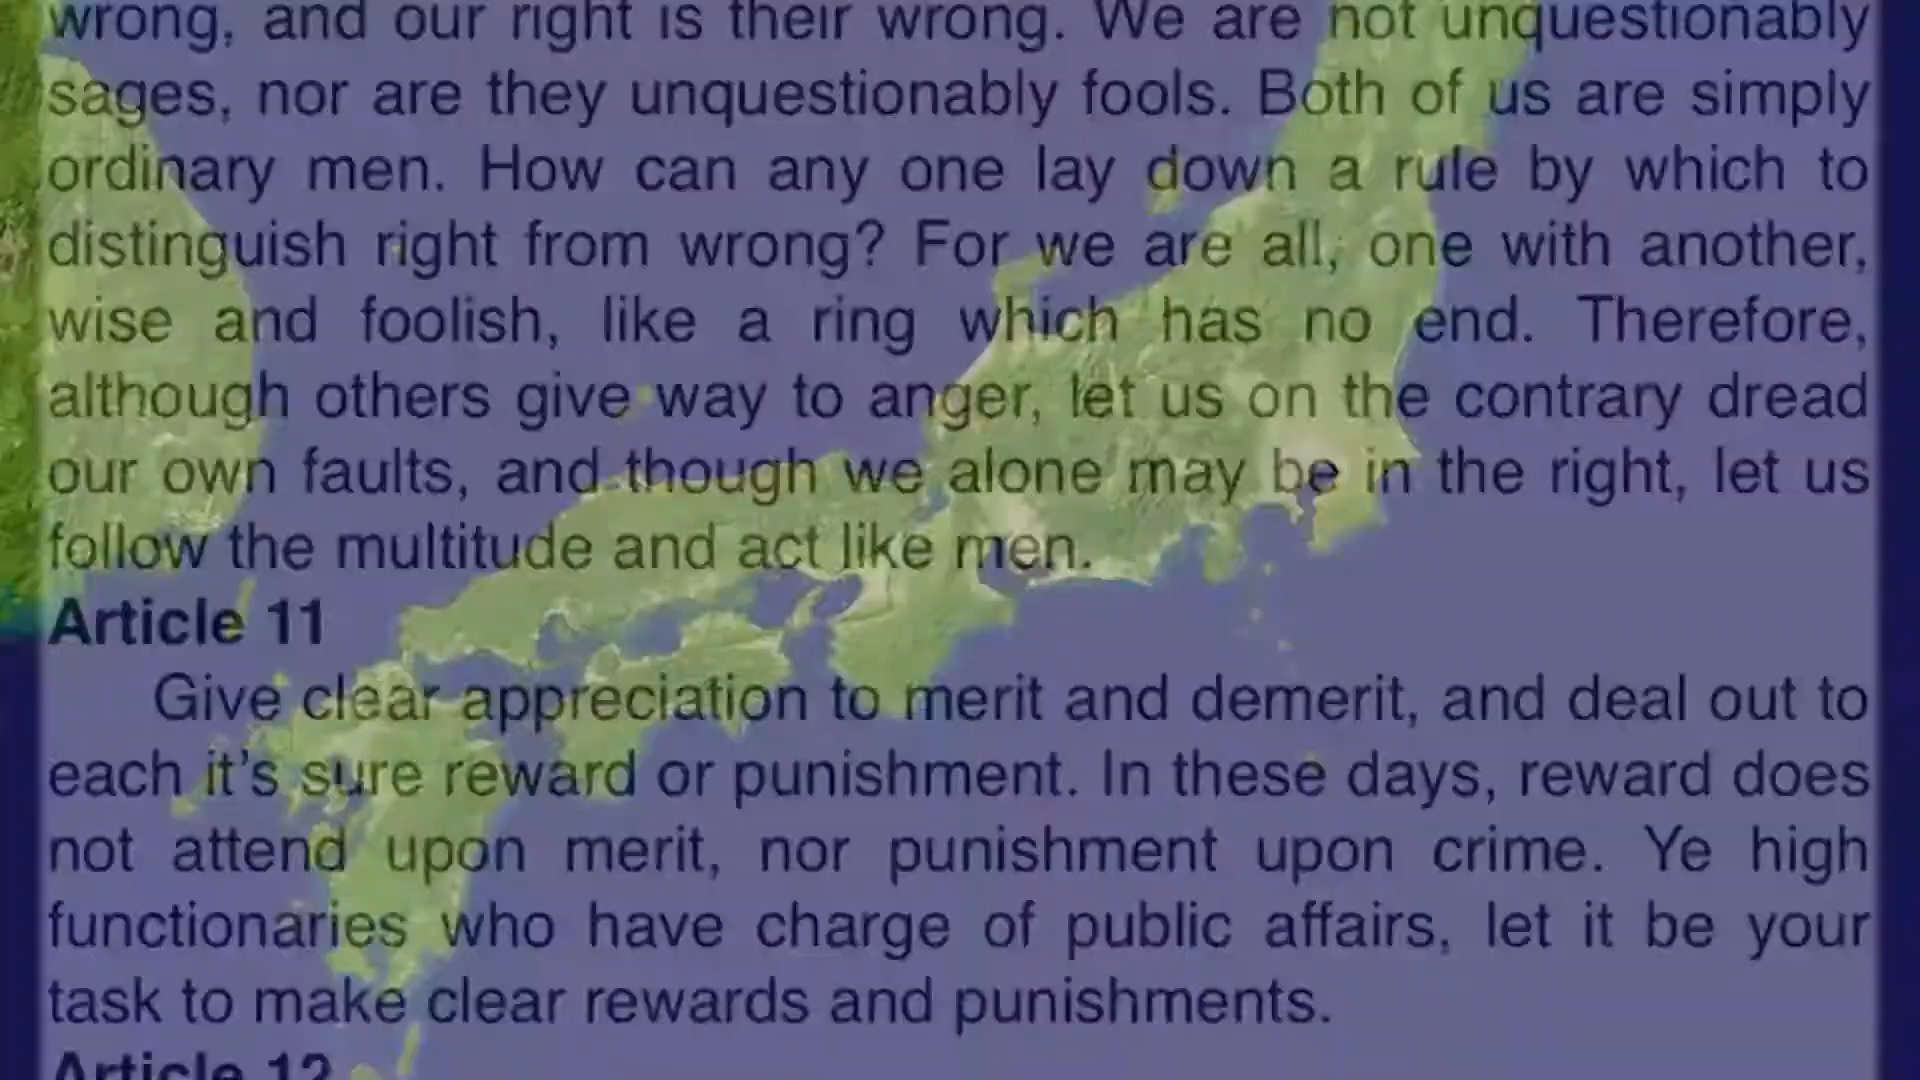 wrong, and our right is their wrong. We are not unquestionably
sages, nor are they unquestionably fools. Both of us are simply
ordinary men. How can any one lay down a rule by which to
distinguish right from wrong? For we are all, one with another,
wise and foolish, like a ring which has no end. Therefore,
although others give way to anger, let us on the contrary dread
our own faults, and though we alone may be in the right, let us
follow the multitude and act like men.
Article 11
Give clear appreciation to merit and demerit, and deal out to
each it's sure reward or punishment. In these days, reward does
not attend upon merit, nor punishment upon crime. Ye high
functionaries who have charge of public affairs, let it be your
task to make clear rewards and punishments.
Article 12